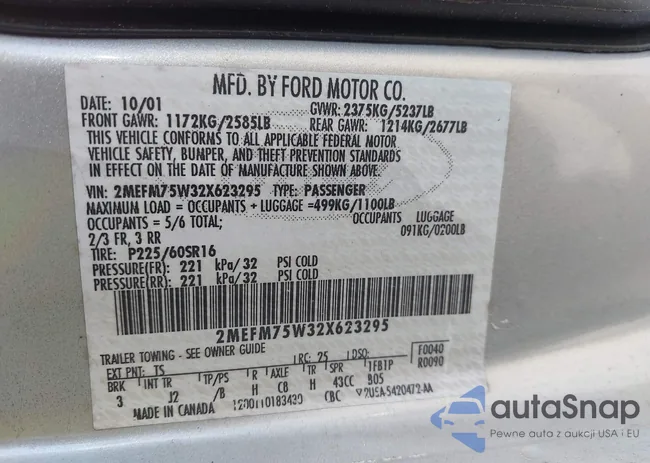 MFD. BY FORD MOTOR CO.
DATE: 10/01 GVWR: 2375KG/5237LB
FRONT GAWR: 1172KG/2585LB REAR GAWR: 1214KG/2677LB
THIS VEHICLE CONFORMS TO ALL APPLICABLE FEDERAL MOTOR
VEHICLE SAFETY, BUMPER, AND THEFT PREVENTION STANDARDS
IN EFFECT ON THE DATE OF MANUFACTURE SHOWN ABOVE.
VIN: 2MEFM75W32X623295 TYPE: PASSENGER
MAXIMUM LOAD = OCCUPANTS + LUGGAGE =499KG/1100LB
OCCUPANTS = 5/6 TOTAL; OCCUPANTS LUGGAGE
2/3 FR, 3 RR 091KG/0200LB
TIRE: P225/60SR16
PRESSURE(FR): 221 kPa/32 PSI COLD
PRESSURE(RR): 221 kPa/32 PSI COLD
2MEFM75W32X623295
TRAILER TOWING - SEE OWNER GUIDE
EXT PNT: TS RC: 25 DSO: F0040
BRK INT TR TP/PS R AXLE TR SPR 1FB1P R0090
3 J2 /B H C8 H 43CC B05
MADE IN CANADA CBC
autoSnap
Pewne auta z aukcji USA i EU